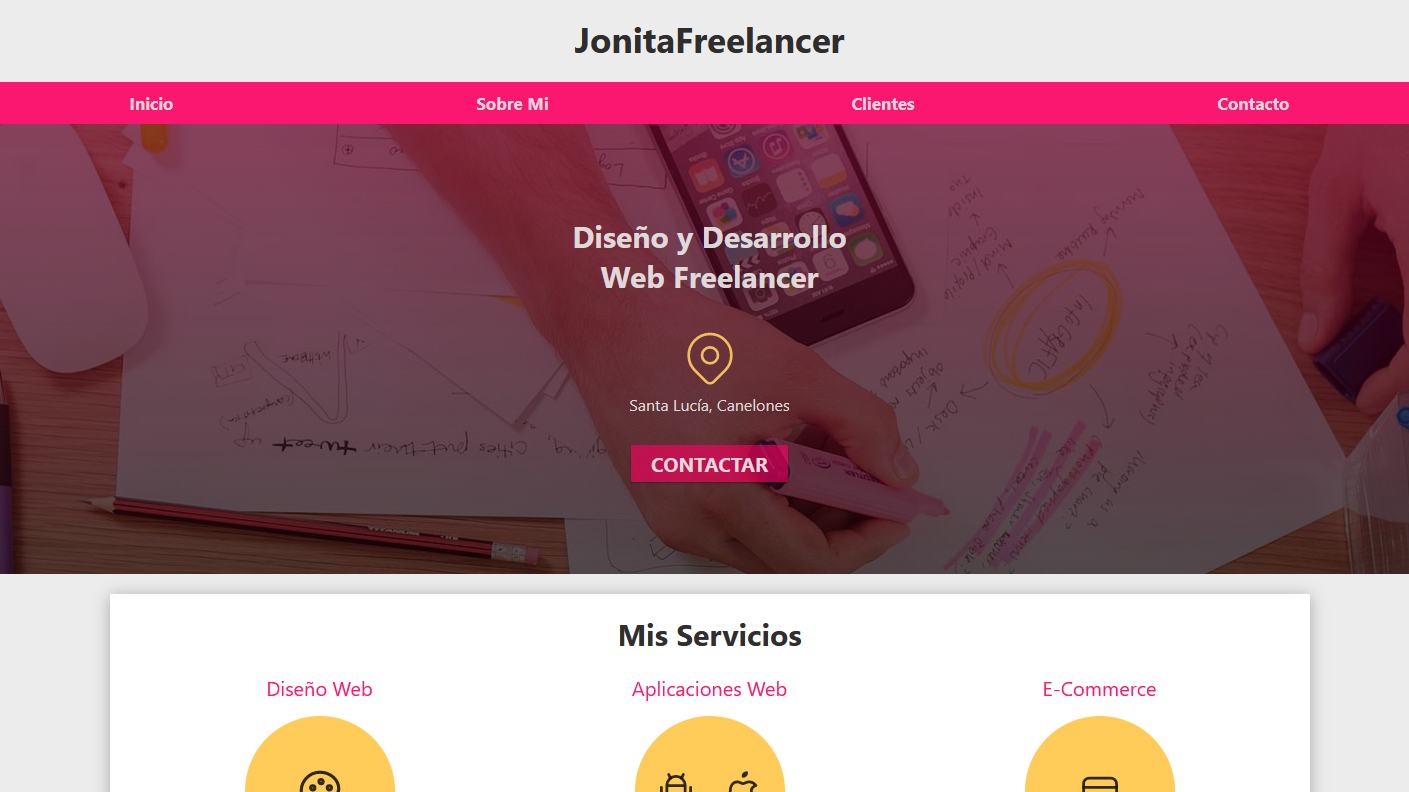 JonitaFreelancer
Inicio
Sobre Mi
Clientes
Contacto
Diseño y Desarrollo
Web Freelancer
Santa Lucía, Canelones
CONTACTAR
Mis Servicios
Diseño Web
Aplicaciones Web
E-Commerce